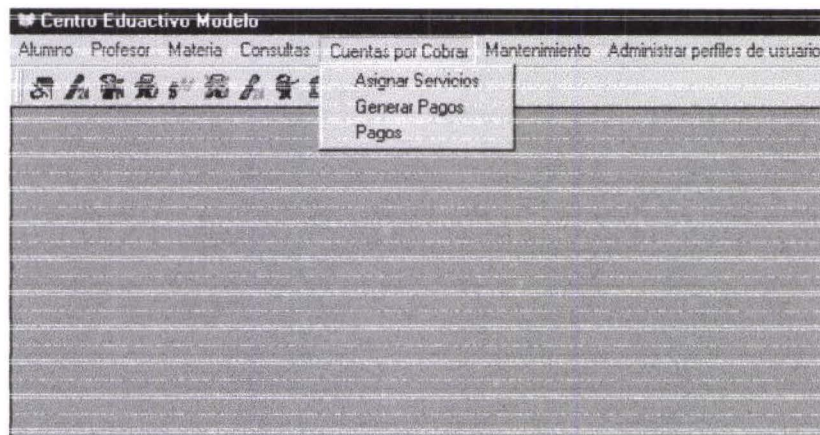 Centro Eduactivo Modelo
Alumno Profesor Materia Consultas Cuentas por Cobrar Mantenimiento Administrar perfiles de usuario
Asignar Servicios
Generar Pagos
Pagos